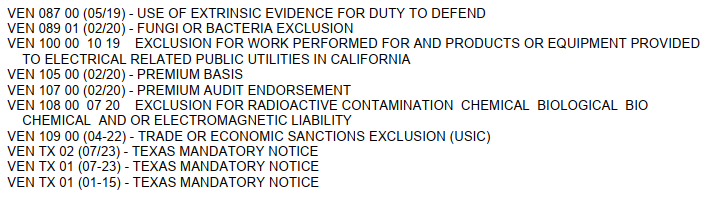 VEN 087 00 (05/19) - USE OF EXTRINSIC EVIDENCE FOR DUTY TO DEFEND
VEN 089 01 (02/20) - FUNGI OR BACTERIA EXCLUSION
VEN 100 00  10 19    EXCLUSION FOR WORK PERFORMED FOR AND PRODUCTS OR EQUIPMENT PROVIDED
TO ELECTRICAL RELATED PUBLIC UTILITIES IN CALIFORNIA
VEN 105 00 (02/20) - PREMIUM BASIS
VEN 107 00 (02/20) - PREMIUM AUDIT ENDORSEMENT
VEN 108 00  07 20    EXCLUSION FOR RADIOACTIVE CONTAMINATION  CHEMICAL  BIOLOGICAL  BIO
CHEMICAL  AND OR ELECTROMAGNETIC LIABILITY
VEN 109 00 (04-22) - TRADE OR ECONOMIC SANCTIONS EXCLUSION (USIC)
VEN TX 02 (07/23) - TEXAS MANDATORY NOTICE
VEN TX 01 (07-23) - TEXAS MANDATORY NOTICE
VEN TX 01 (01-15) - TEXAS MANDATORY NOTICE